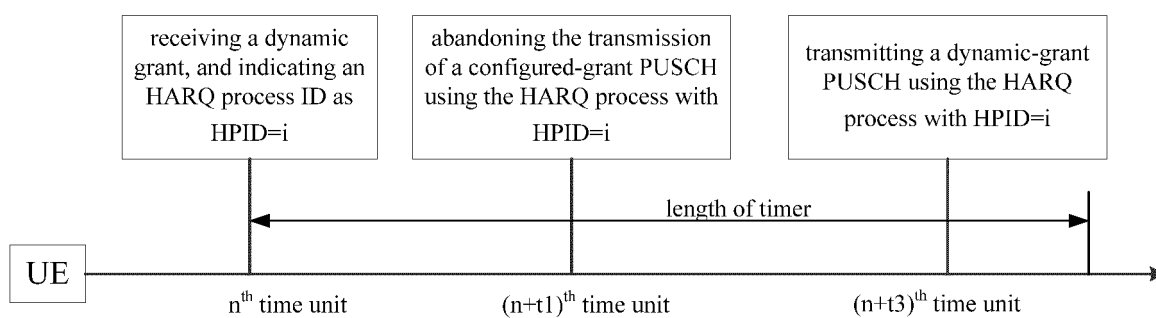 receiving a dynamic
grant, and indicating an
HARQ process ID as
HPID=i
abandoning the transmission
of a configured-grant PUSCH
using the HARQ process with
HPID=i
transmitting a dynamic-grant
PUSCH using the HARQ
process with HPID=i
length of timer
UE
nth time unit
(n+t1)th time unit
(n+t3)th time unit